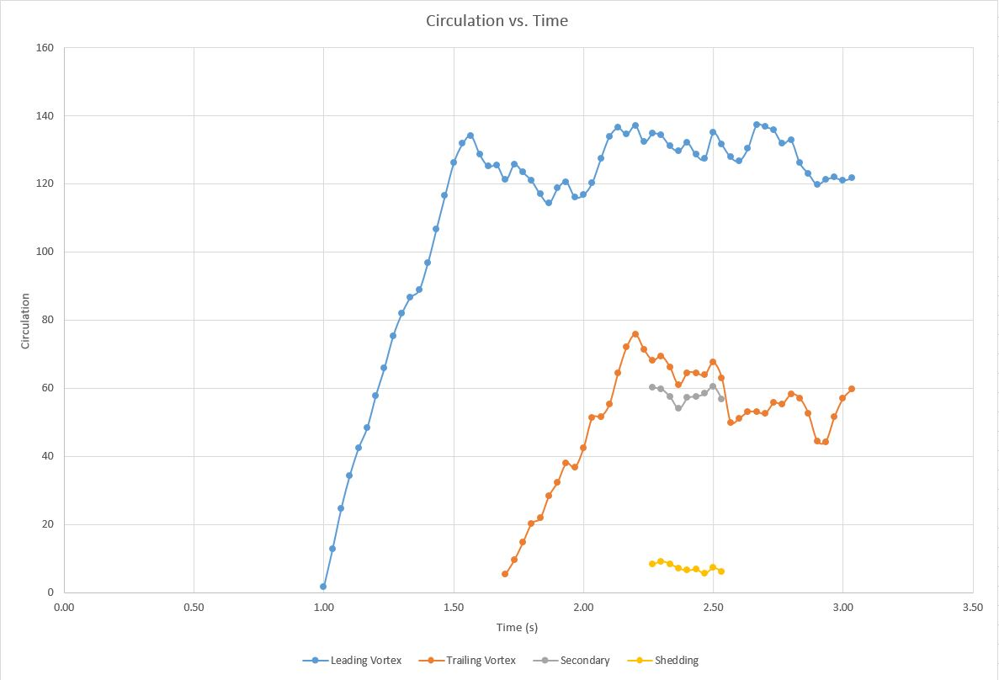 Circulation vs. Time
160
140
120
100
80
60
40
20
0
Circulation
0.00 0.50 1.00 1.50 2.00 2.50 3.00 3.50
Time (s)
Leading Vortex Trailing Vortex Secondary Shedding